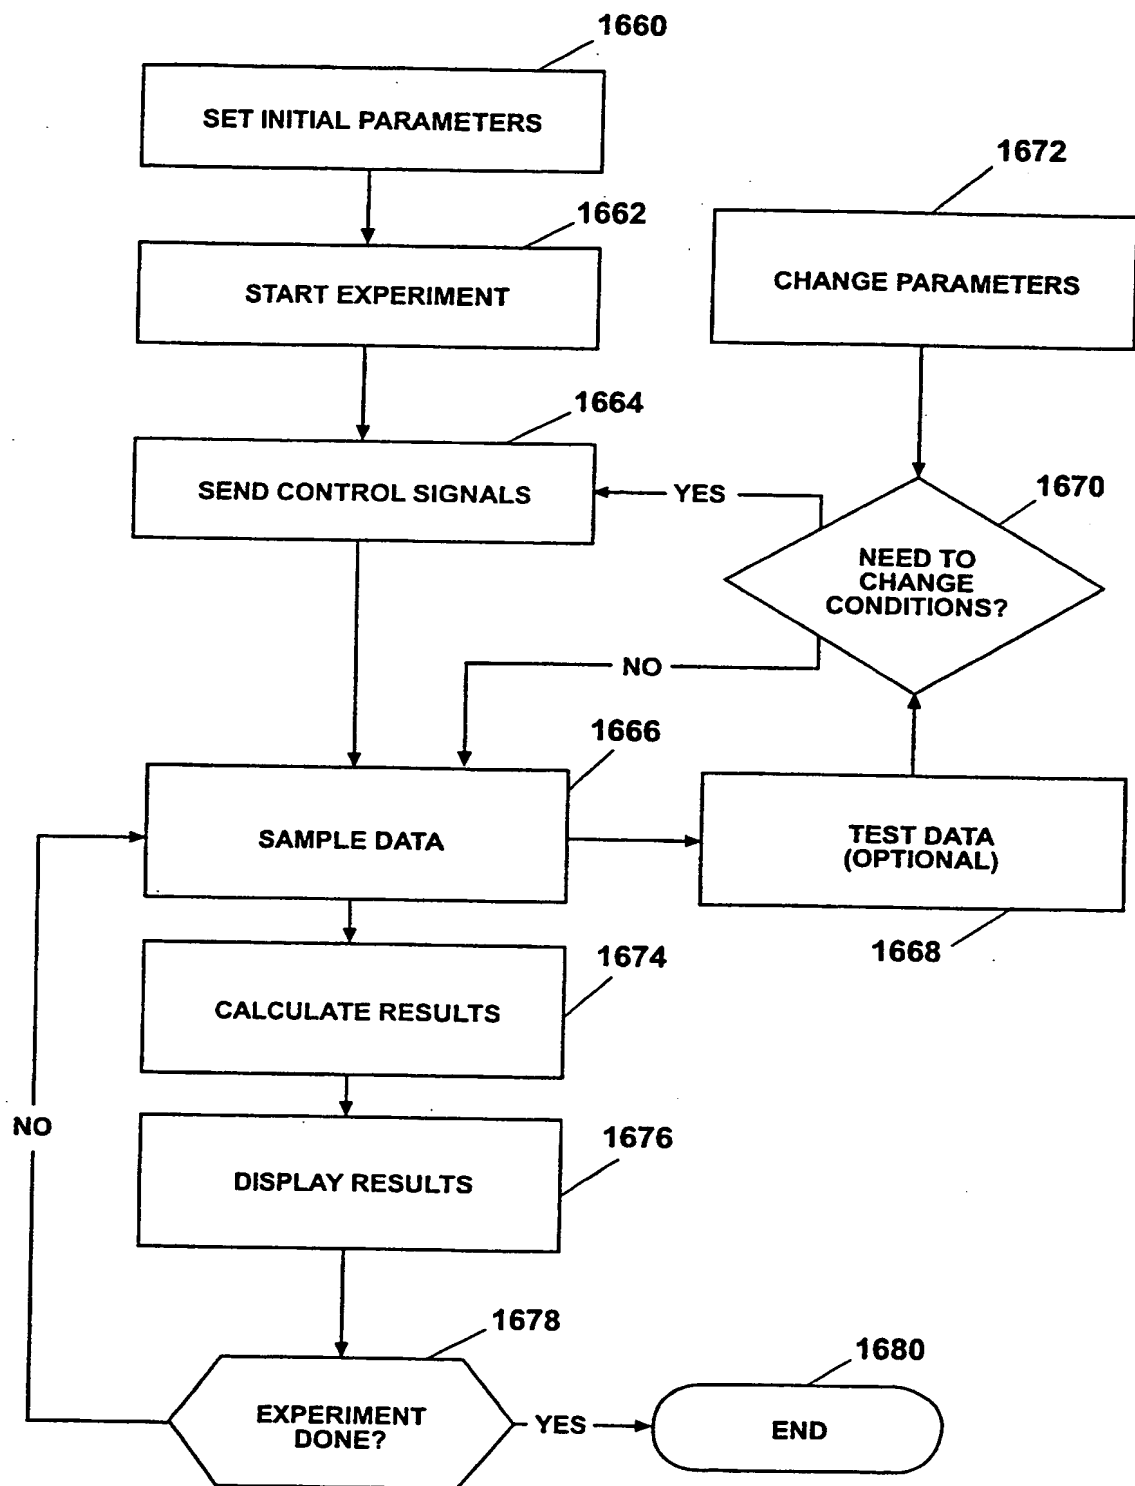 1660
SET INITIAL PARAMETERS
1672
1662
CHANGE PARAMETERS
START EXPERIMENT
1664
1670
SEND CONTROL SIGNALS
YES
NEED TO
CHANGE
CONDITIONS?
NO
1666
SAMPLE DATA
TEST DATA
(OPTIONAL)
1668
1674
CALCULATE RESULTS
NO
1676
DISPLAY RESULTS
1678
1680
EXPERIMENT
DONE?
YES
END